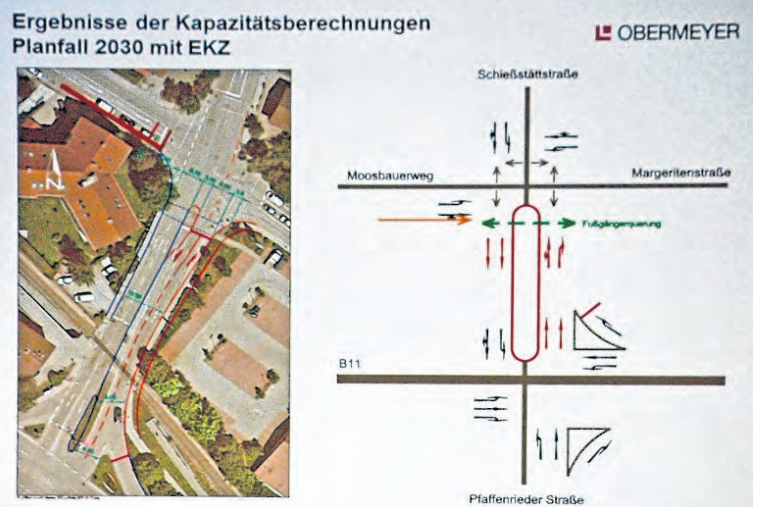 Ergebnisse der Kapazitätsberechnungen
Planfall 2030 mit EKZ
OBERMEYER
Schießstättstraße
Moosbauerweg
Margeritenstraße
Fußgängerquerung
B11
Pfaffenrieder Straße